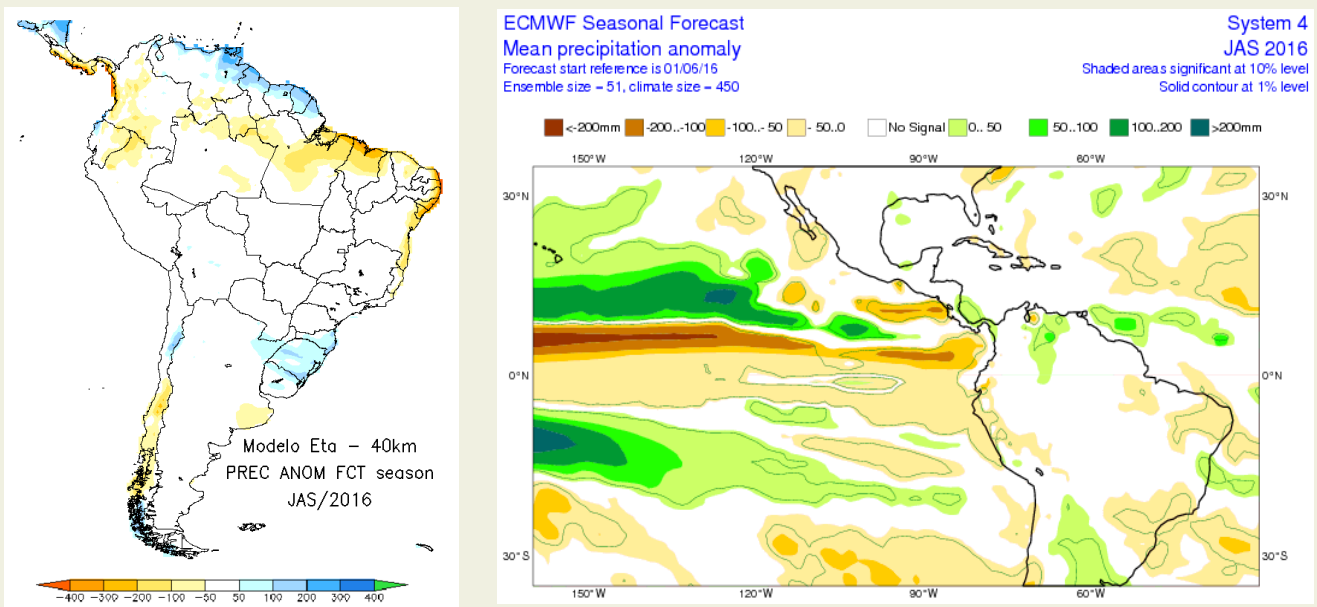 Modelo Eta – 40km
PREC ANOM FCT season
JAS/2016
−400 −300 −200 −100 −50 50 100 200 300 400
ECMWF Seasonal Forecast
Mean precipitation anomaly
Forecast start reference is 01/06/16
Ensemble size = 51, climate size = 450
System 4
JAS 2016
Shaded areas significant at 10% level
Solid contour at 1% level
<-200mm -200..-100 -100..- 50 - 50..0 No Signal 0.. 50 50..100 100..200 >200mm
150°W 120°W 90°W 60°W
30°N 30°N
0°N 0°N
30°S 30°S
150°W 120°W 90°W 60°W